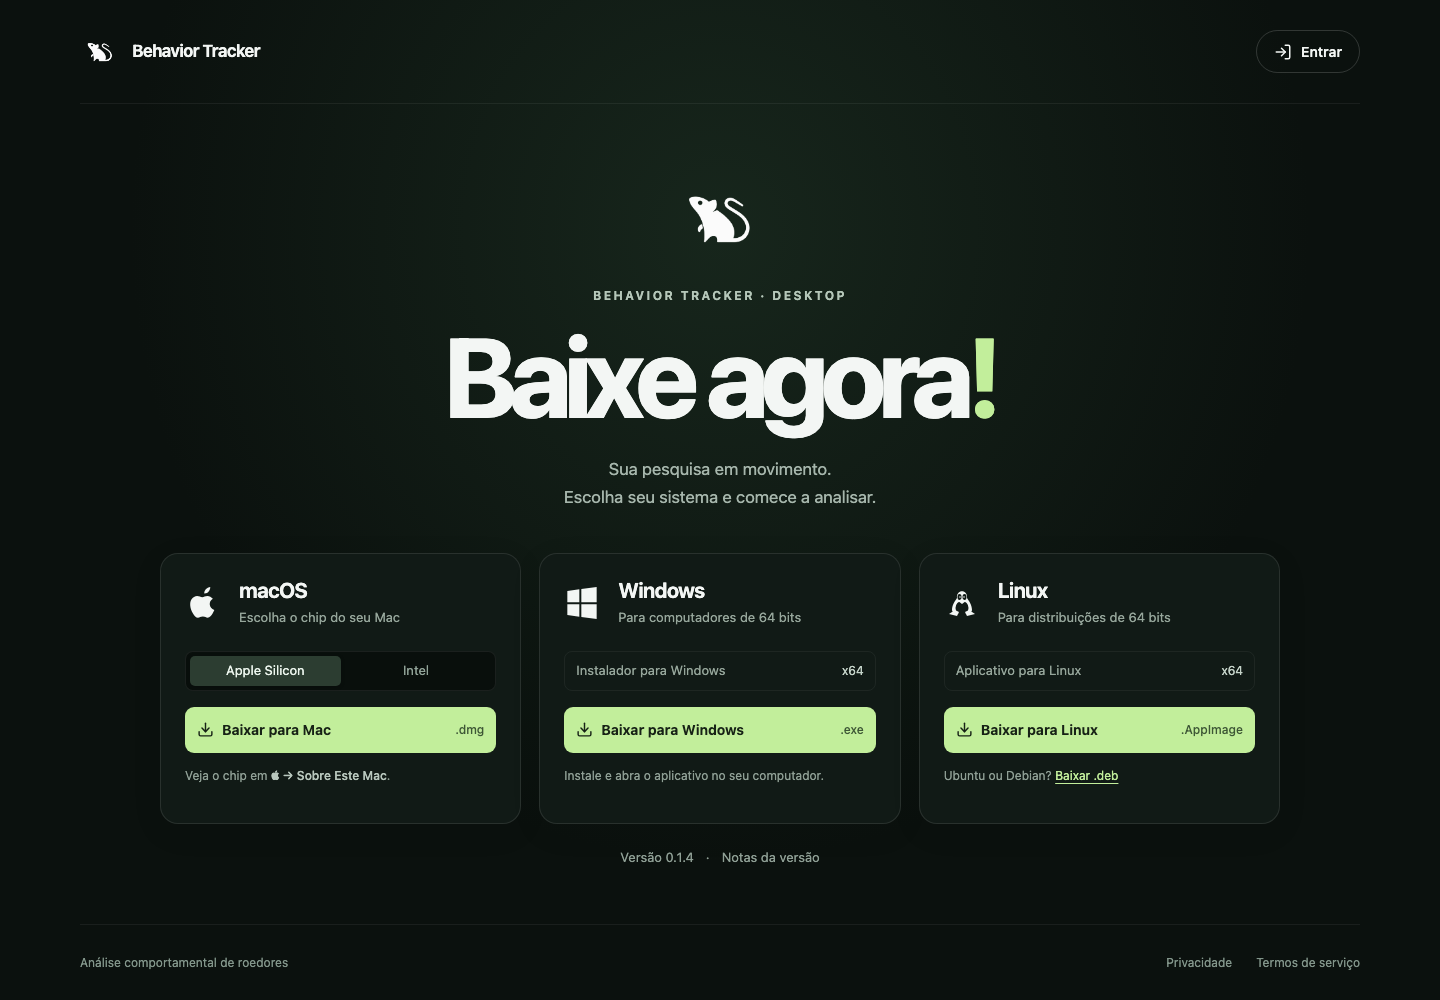 Behavior Tracker
Entrar
BEHAVIOR TRACKER · DESKTOP
Baixe agora!
Sua pesquisa em movimento.
Escolha seu sistema e comece a analisar.
macOS
Escolha o chip do seu Mac
Apple Silicon
Intel
Baixar para Mac
.dmg
Veja o chip em → Sobre Este Mac.
Windows
Para computadores de 64 bits
Instalador para Windows
x64
Baixar para Windows
.exe
Instale e abra o aplicativo no seu computador.
Linux
Para distribuições de 64 bits
Aplicativo para Linux
x64
Baixar para Linux
.AppImage
Ubuntu ou Debian? Baixar .deb
Versão 0.1.4 · Notas da versão
Análise comportamental de roedores
Privacidade
Termos de serviço